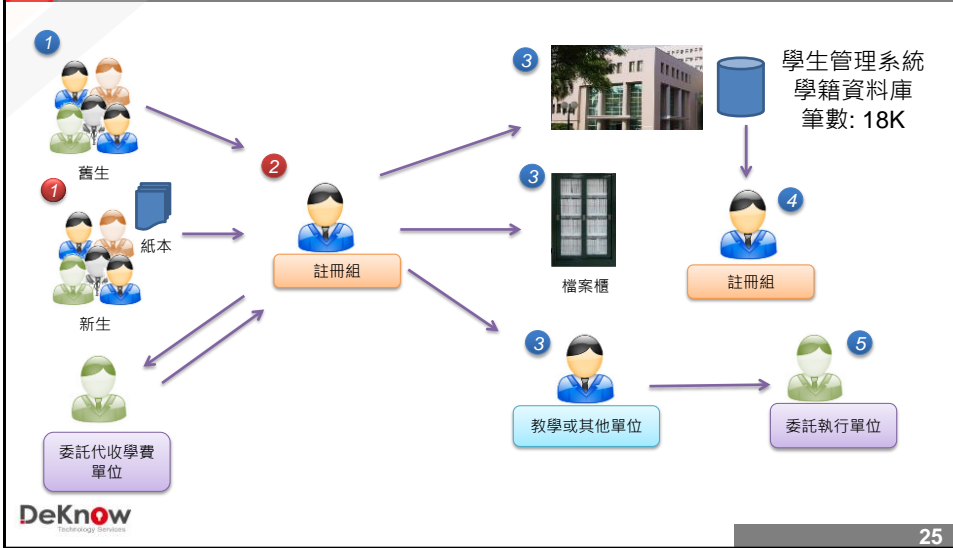 1
舊生
1
紙本
新生
2
註冊組
委託代收學費
單位
3
學生管理系統
學籍資料庫
筆數: 18K
3
檔案櫃
4
註冊組
3
教學或其他單位
5
委託執行單位
DeKnow
Technology Services
25